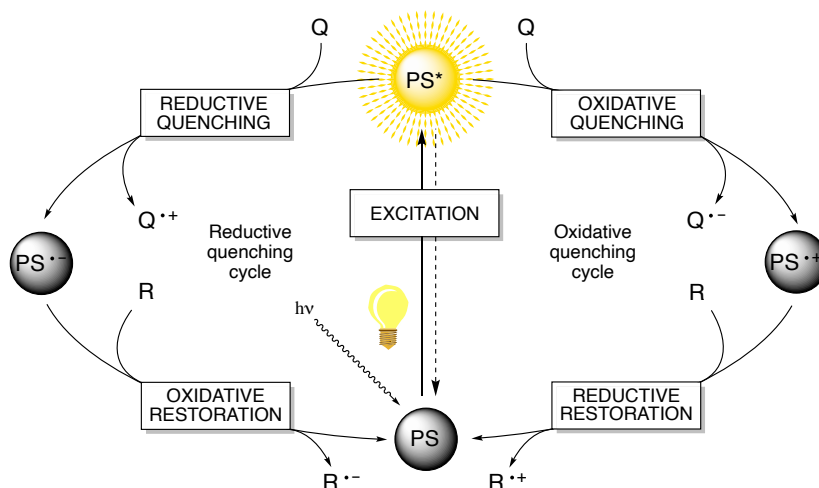 Q
Q
PS*
REDUCTIVE
QUENCHING
OXIDATIVE
QUENCHING
EXCITATION
Q•+
Q•−
Reductive
quenching
cycle
Oxidative
quenching
cycle
PS•−
PS•+
R
R
hν
OXIDATIVE
RESTORATION
REDUCTIVE
RESTORATION
PS
R•−
R•+